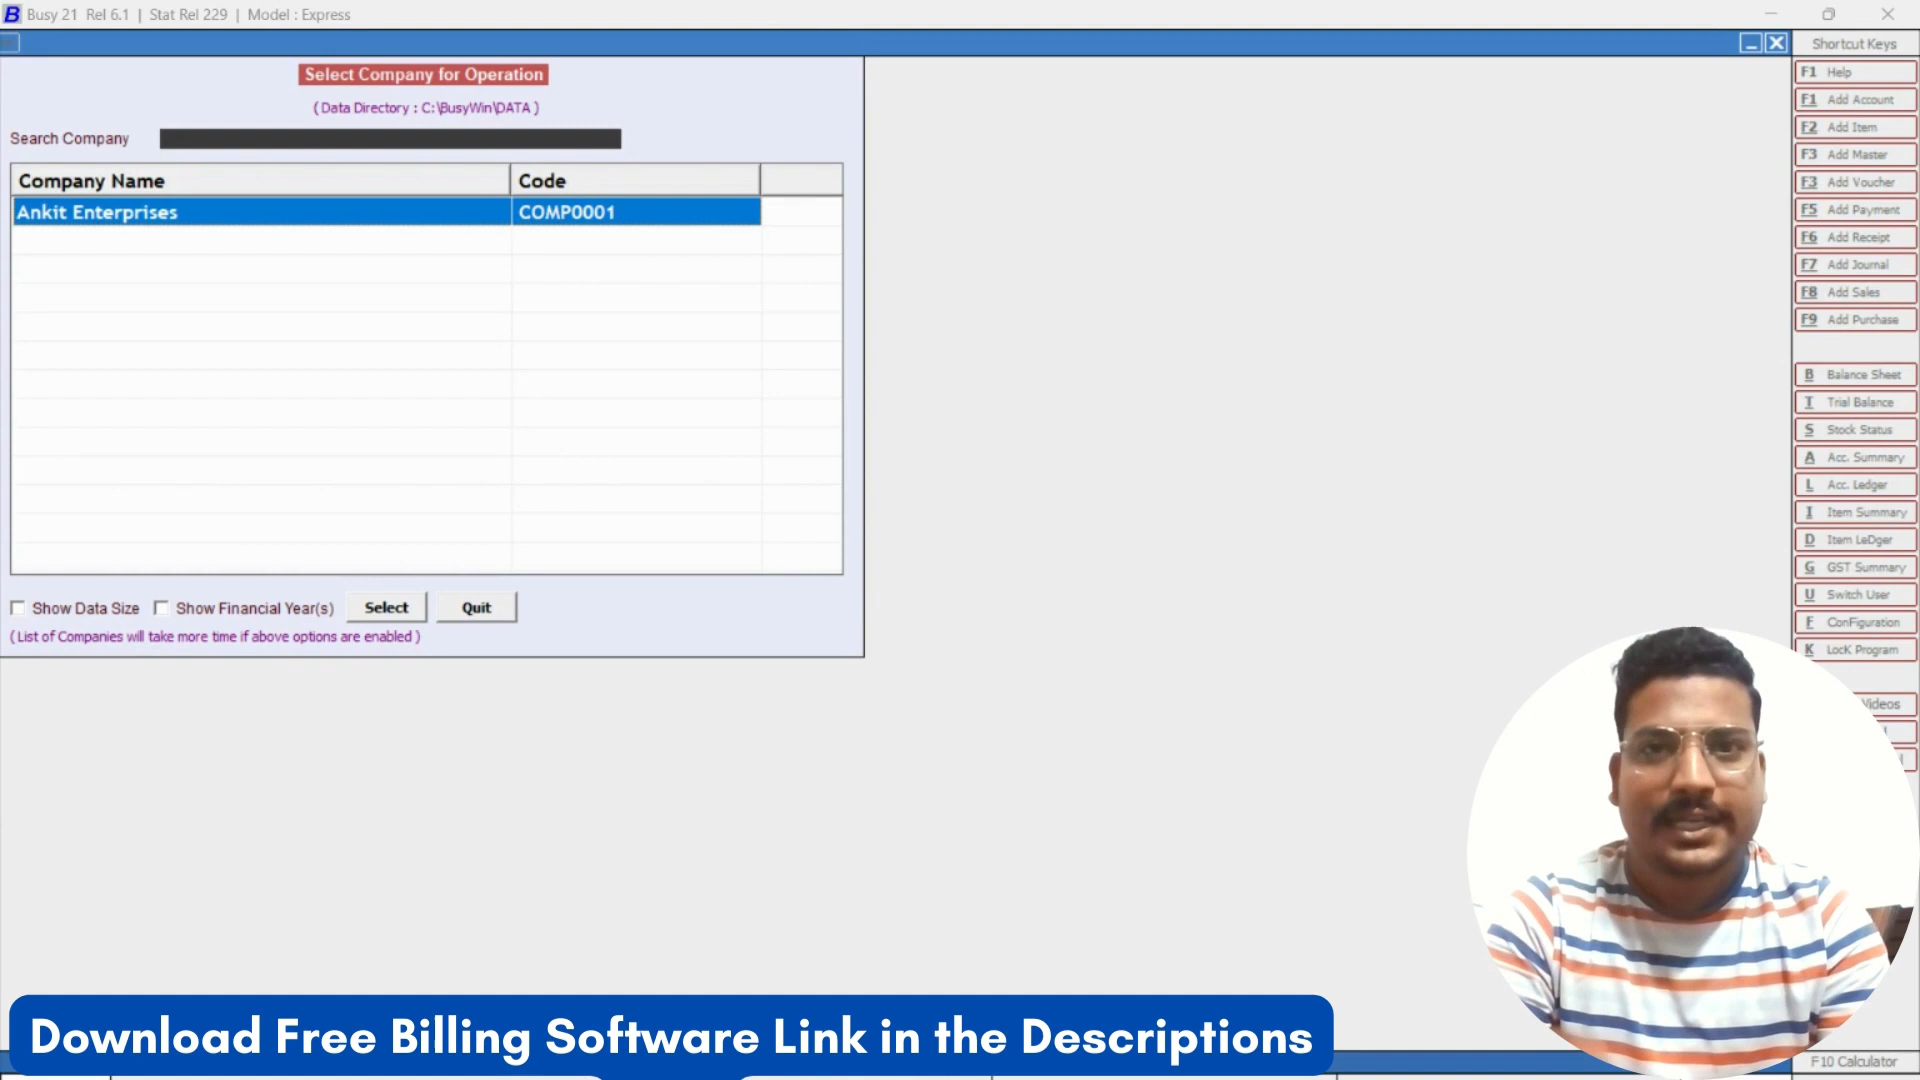 Busy 21 Rel 6.1 | Stat Rel 229 | Model : Express
Shortcut Keys
Select Company for Operation
( Data Directory : C:\BusyWin\DATA )
Search Company
Company Name Code
Ankit Enterprises COMP0001
Show Data Size Show Financial Year(s) Select Quit
( List of Companies will take more time if above options are enabled )
F1 Help
F1 Add Account
F2 Add Item
F3 Add Master
F3 Add Voucher
F5 Add Payment
F6 Add Receipt
F7 Add Journal
F8 Add Sales
F9 Add Purchase
B Balance Sheet
T Trial Balance
S Stock Status
A Acc. Summary
L Acc. Ledger
I Item Summary
D Item LeDger
G GST Summary
U Switch User
F ConFiguration
K LocK Program
Videos
Download Free Billing Software Link in the Descriptions
F10 Calculator